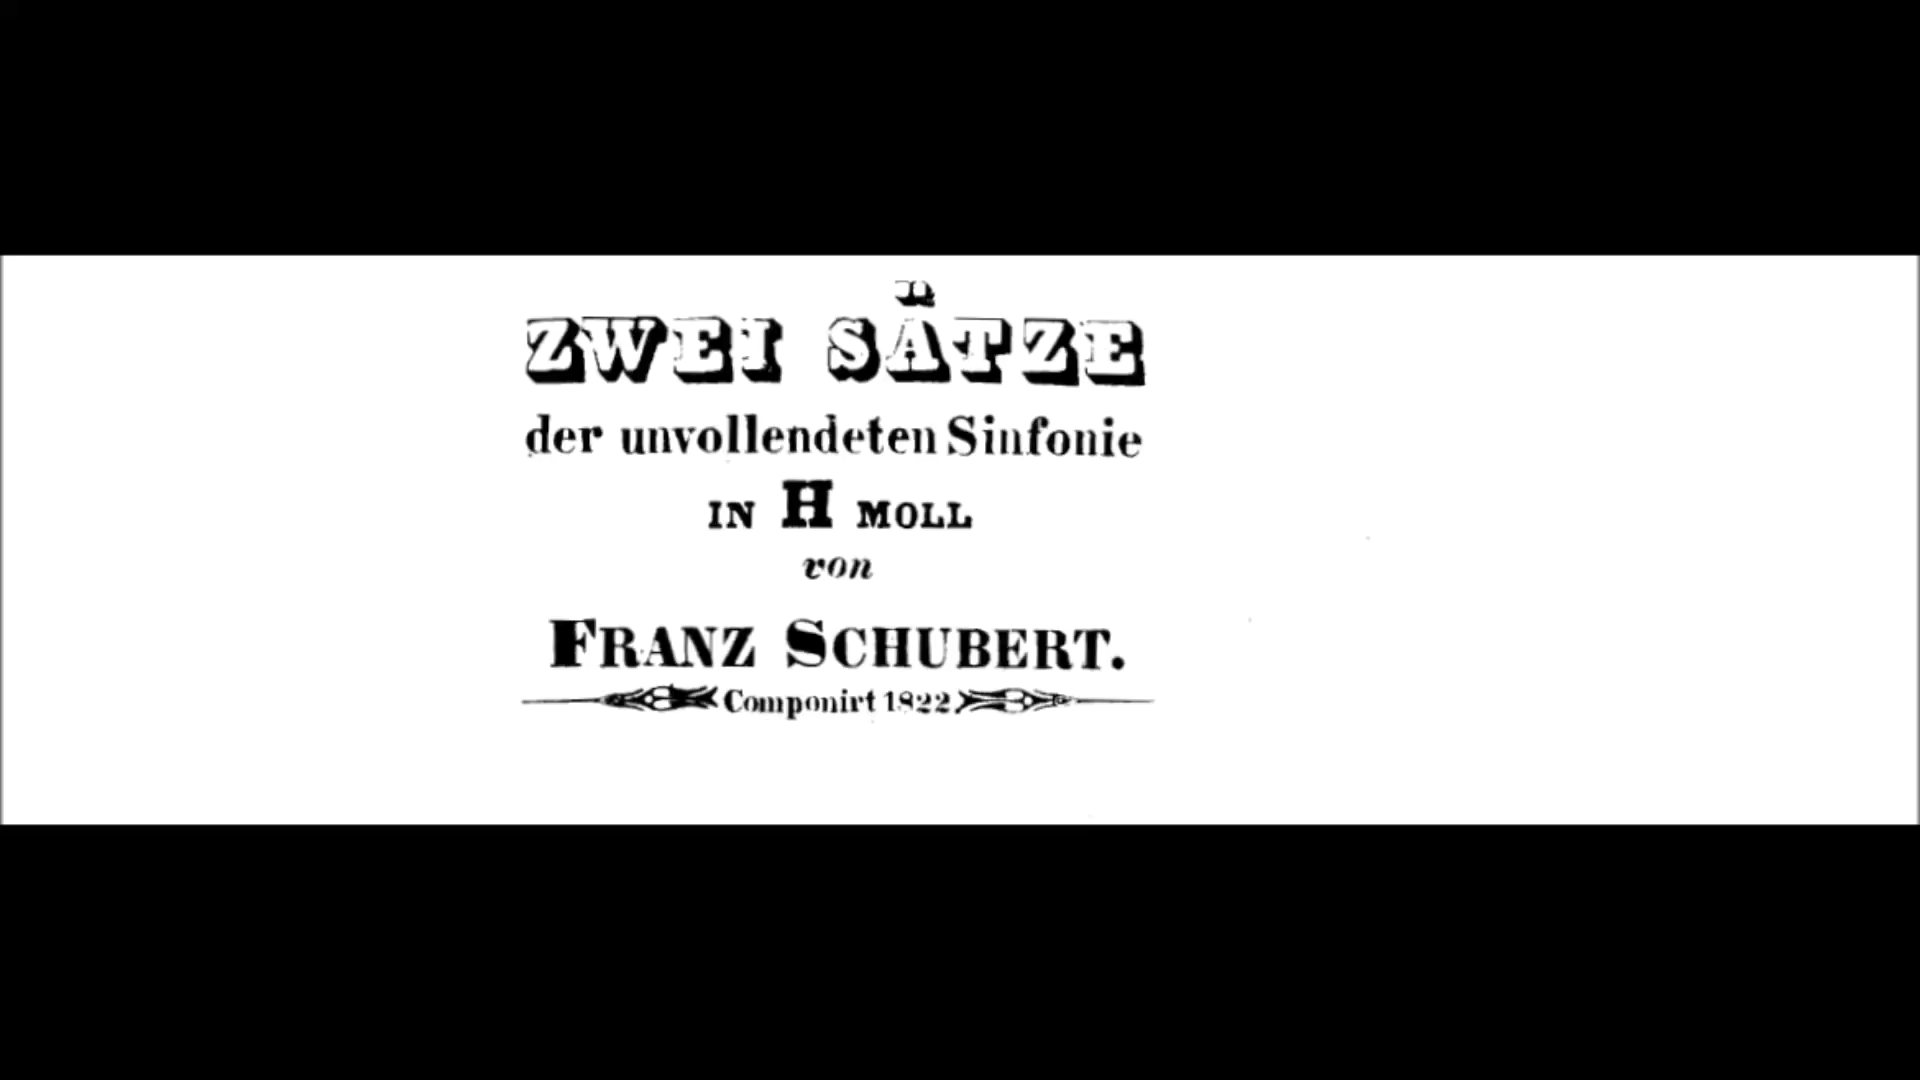 ZWEI SÄTZE
der unvollendeten Sinfonie
IN H MOLL
von
FRANZ SCHUBERT.
Componirt 1822